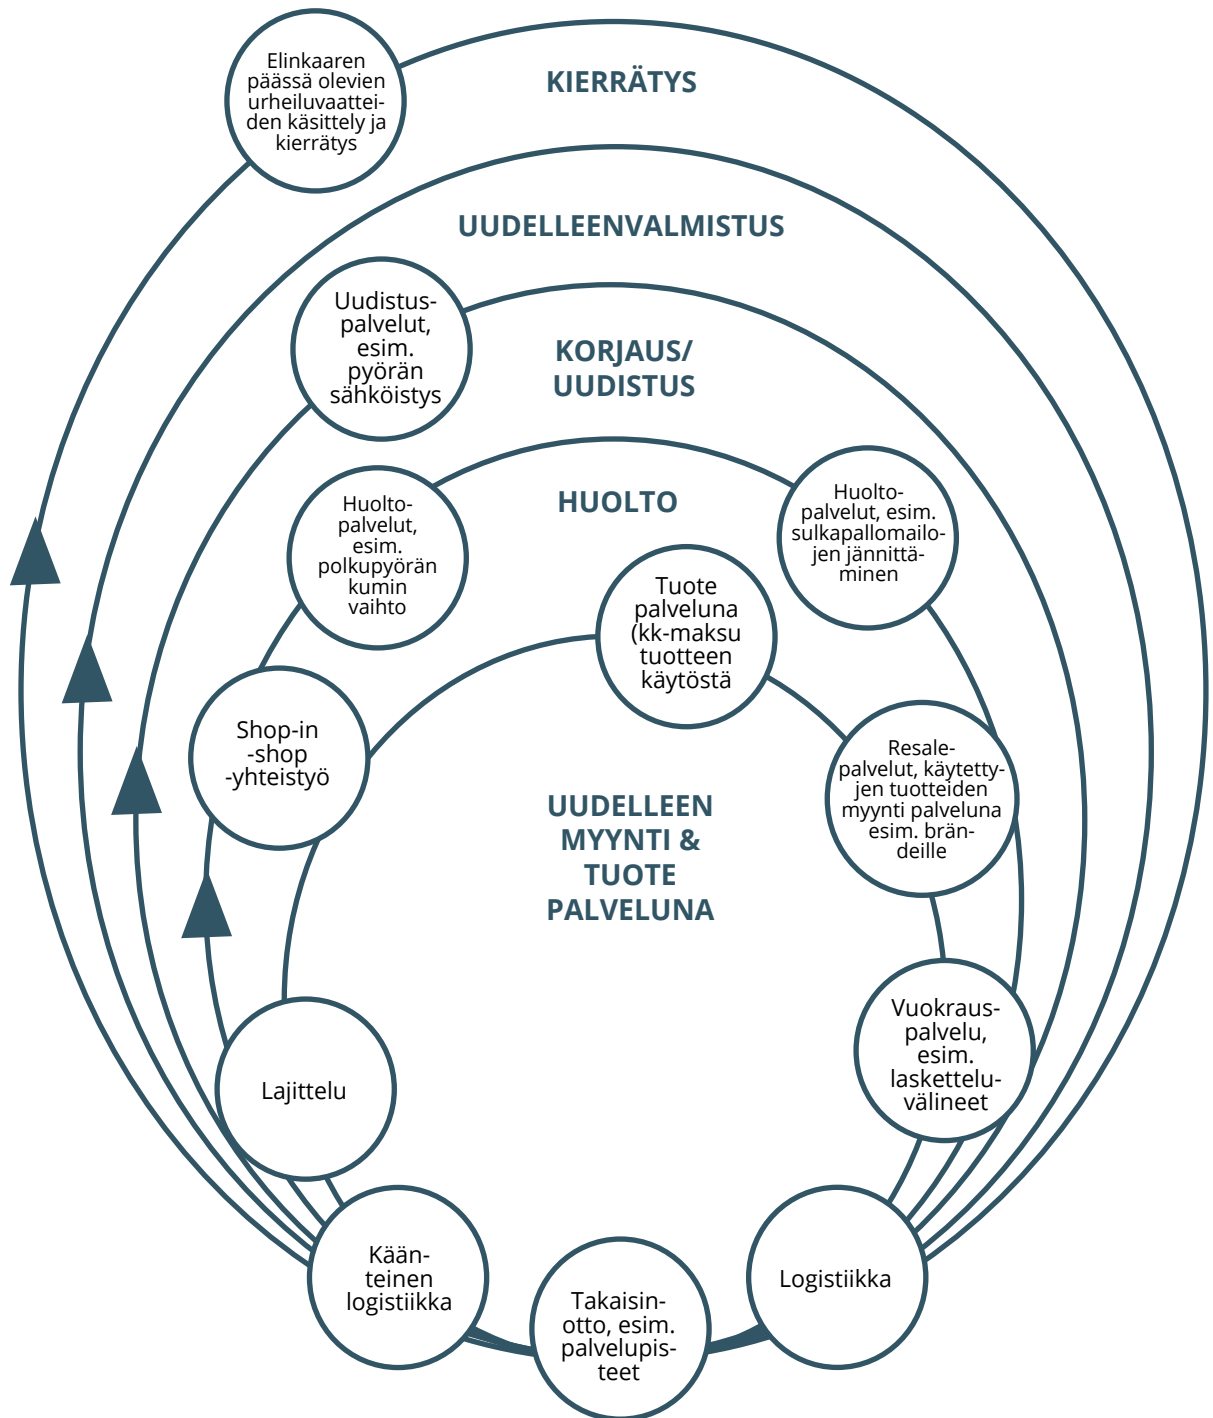 Elinkaaren
päässä olevien
urheiluvaattei-
den käsittely ja
kierrätys
KIERRÄTYS
UUDELLEENVALMISTUS
Uudistus-
palvelut,
esim.
pyörän
sähköistys
KORJAUS/
UUDISTUS
Huolto-
palvelut,
esim.
polkupyörän
kumin
vaihto
HUOLTO
Huolto-
palvelut, esim.
sulkapallomailo-
jen jännittä-
minen
Tuote
palveluna
(kk-maksu
tuotteen
käytöstä
Shop-in
-shop
-yhteistyö
Resale-
palvelut, käytetty-
jen tuotteiden
myynti palveluna
esim. brän-
deille
UUDELLEEN
MYYNTI &
TUOTE
PALVELUNA
Vuokraus-
palvelu,
esim.
laskettelu-
välineet
Lajittelu
Kään-
teinen
logistiikka
Takaisin-
otto, esim.
palvelupis-
teet
Logistiikka